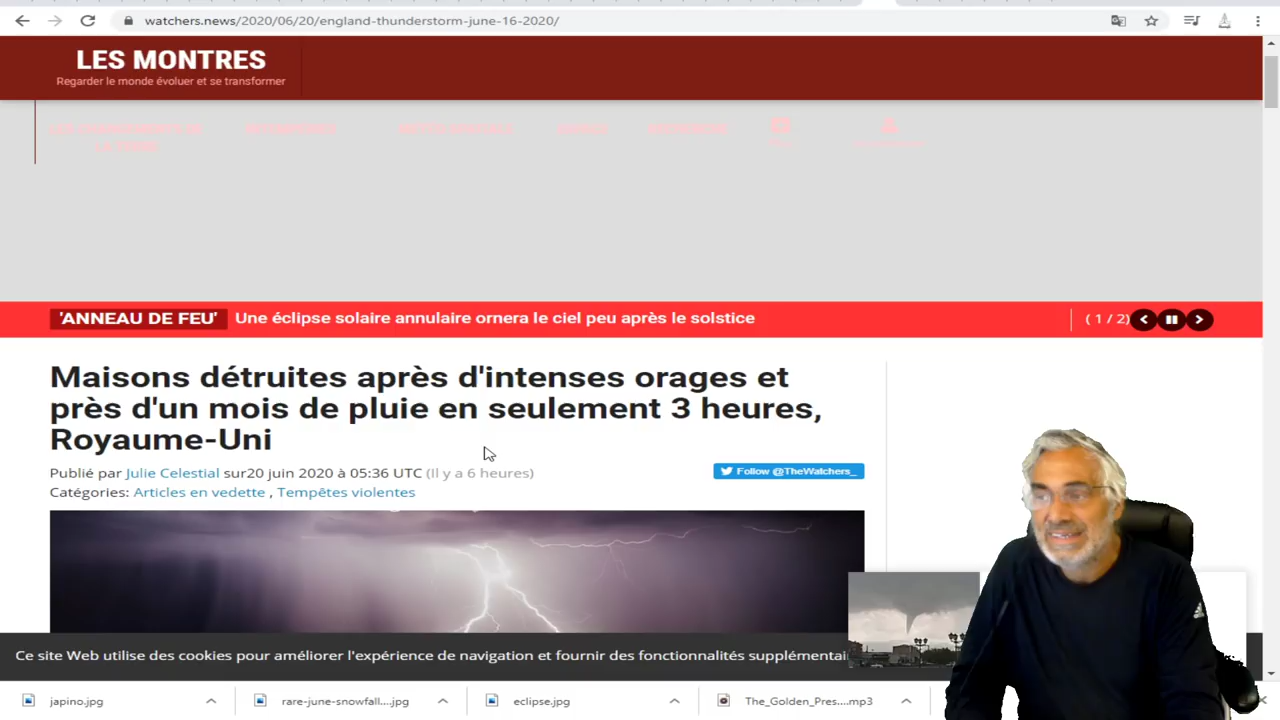 watchers.news/2020/06/20/england-thunderstorm-june-16-2020/
LES MONTRES
Regarder le monde évoluer et se transformer
'ANNEAU DE FEU' Une éclipse solaire annulaire ornera le ciel peu après le solstice ( 1 / 2)
Maisons détruites après d'intenses orages et
près d'un mois de pluie en seulement 3 heures,
Royaume-Uni
Publié par Julie Celestial sur20 juin 2020 à 05:36 UTC (Il y a 6 heures)
Follow @TheWatchers_
Catégories: Articles en vedette , Tempêtes violentes
Ce site Web utilise des cookies pour améliorer l'expérience de navigation et fournir des fonctionnalités supplémentai
japino.jpg
rare-june-snowfall....jpg
eclipse.jpg
The_Golden_Pres....mp3